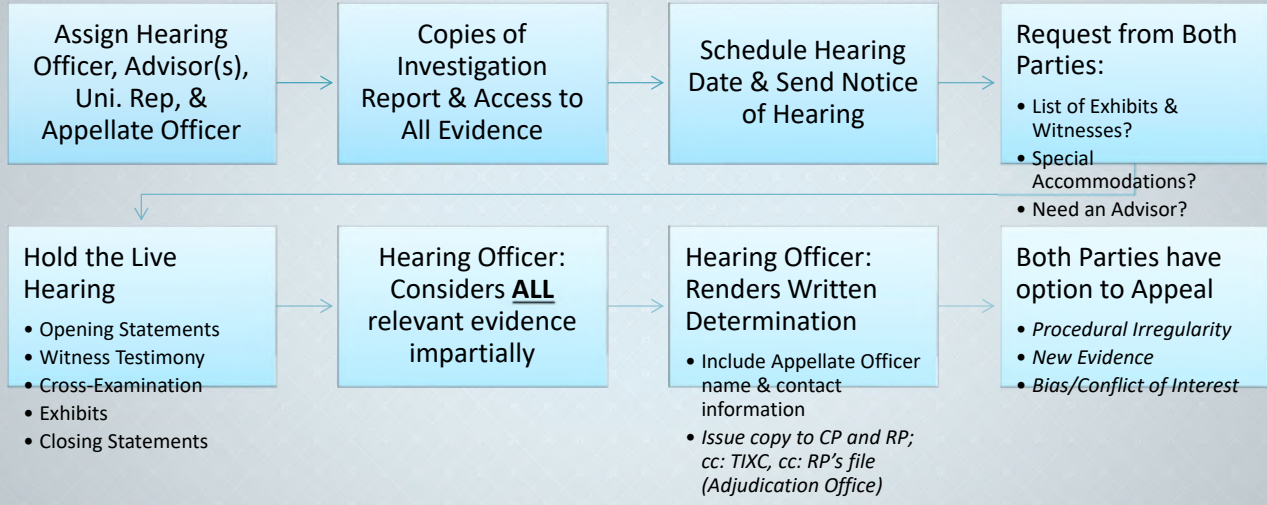 Assign Hearing
Officer, Advisor(s),
Uni. Rep, &
Appellate Officer
Copies of
Investigation
Report & Access to
All Evidence
Schedule Hearing
Date & Send Notice
of Hearing
Request from Both
Parties:
• List of Exhibits &
Witnesses?
• Special
Accommodations?
• Need an Advisor?
Hold the Live
Hearing
• Opening Statements
• Witness Testimony
• Cross-Examination
• Exhibits
• Closing Statements
Hearing Officer:
Considers ALL
relevant evidence
impartially
Hearing Officer:
Renders Written
Determination
• Include Appellate Officer
name & contact
information
• Issue copy to CP and RP;
cc: TIXC, cc: RP’s file
(Adjudication Office)
Both Parties have
option to Appeal
• Procedural Irregularity
• New Evidence
• Bias/Conflict of Interest